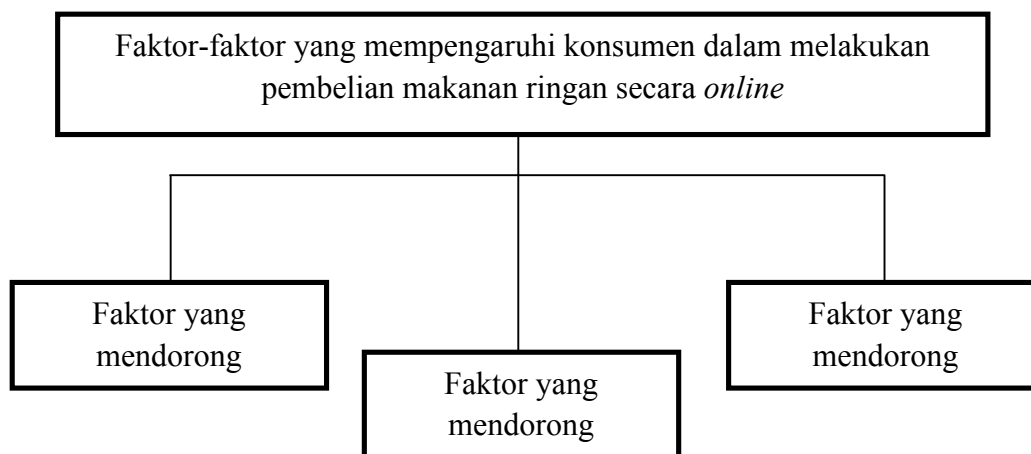 Faktor-faktor yang mempengaruhi konsumen dalam melakukan
pembelian makanan ringan secara online
Faktor yang
mendorong
Faktor yang
mendorong
Faktor yang
mendorong